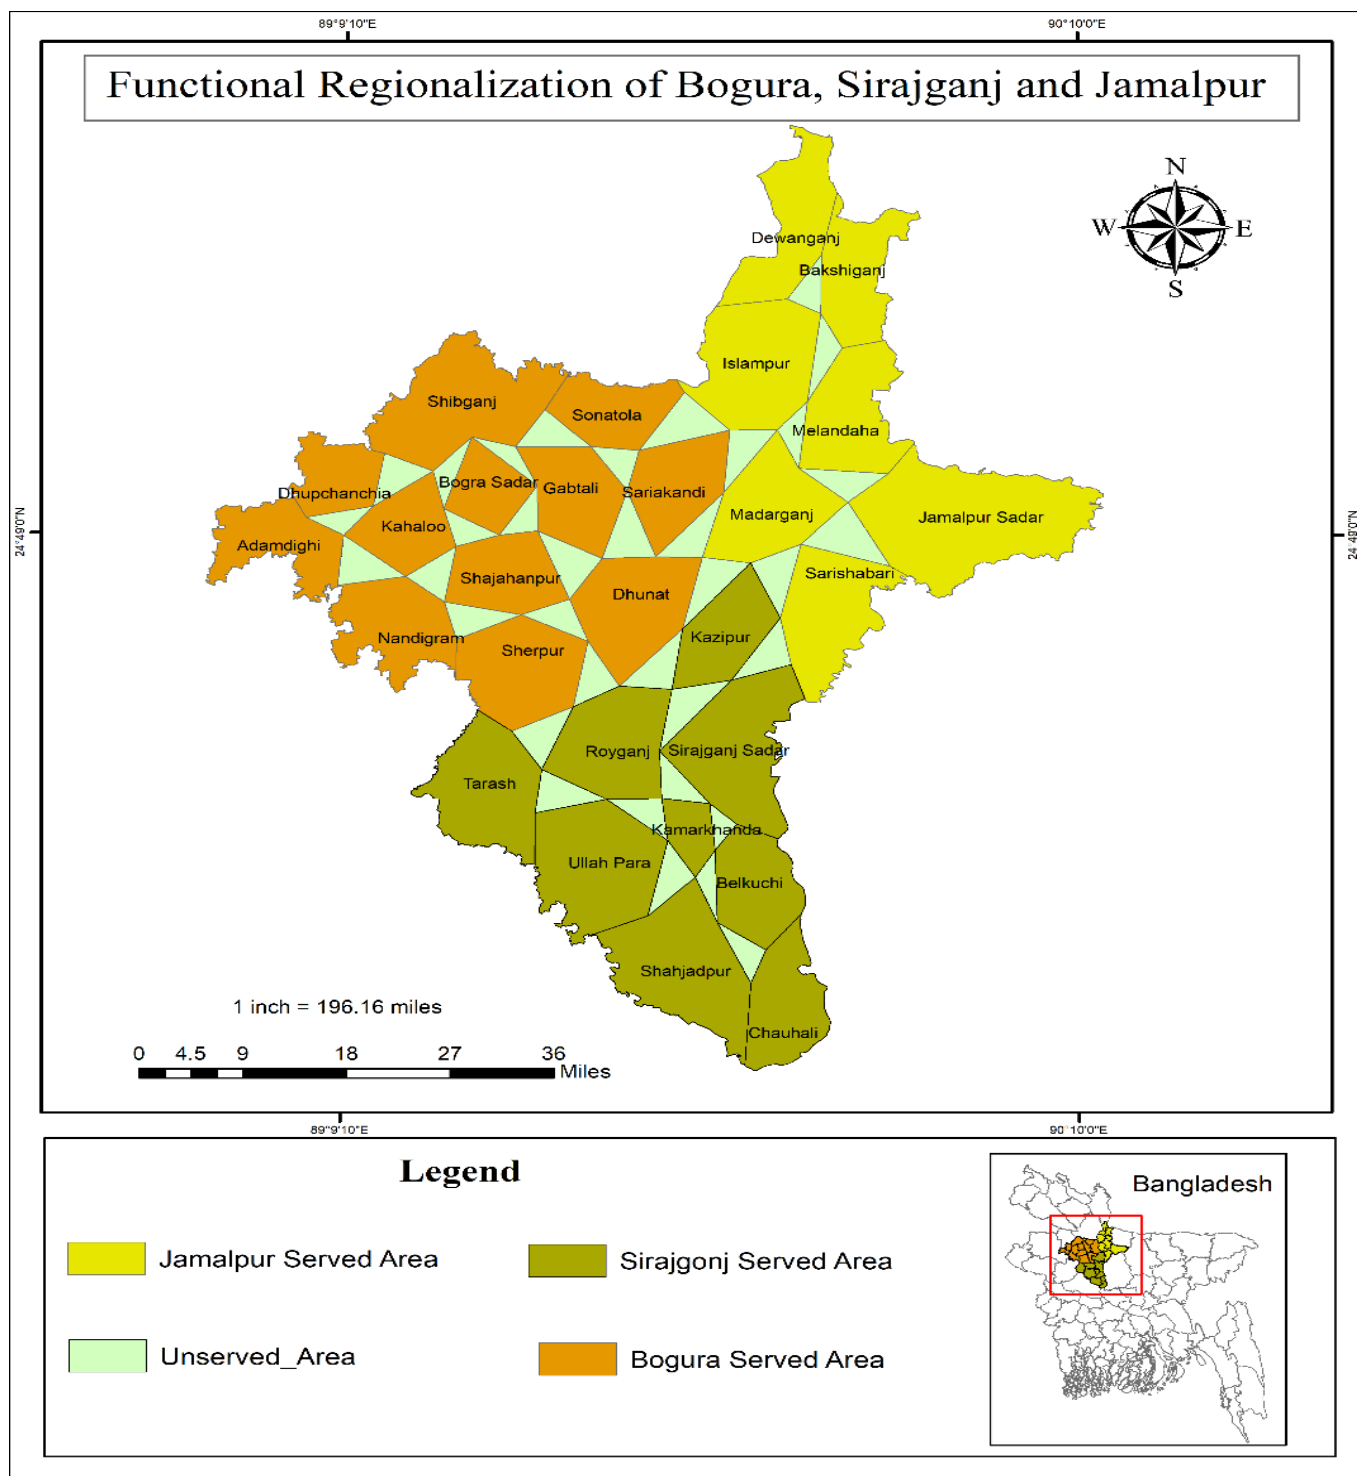 89°9'10"E
90°10'0"E
Functional Regionalization of Bogura, Sirajganj and Jamalpur
N
W
E
S
Dewanganj
Bakshiganj
Islampur
Shibganj
Sonatola
Melandaha
Bogra Sadar
Gabtali
Sariakandi
Dhupchanchia
Madarganj
Jamalpur Sadar
Kahaloo
24°49'0"N
24°49'0"N
Adamdighi
Shajahanpur
Sarishabari
Dhunat
Nandigram
Kazipur
Sherpur
Royganj
Sirajganj Sadar
Tarash
Kamarkhanda
Ullah Para
Belkuchi
Shahjadpur
Chauhali
1 inch = 196.16 miles
0 4.5 9 18 27 36
Miles
89°9'10"E
90°10'0"E
Legend
Bangladesh
Jamalpur Served Area
Sirajgonj Served Area
Unserved_Area
Bogura Served Area